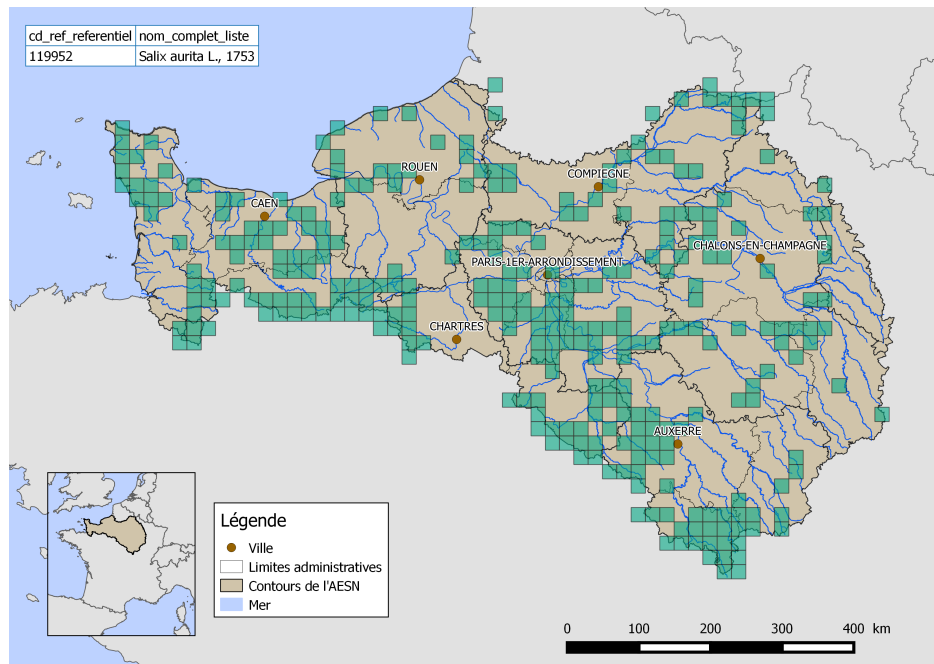 cd_ref_referentiel nom_complet_liste
119952 Salix aurita L., 1753
ROUEN
COMPIEGNE
CAEN
CHALONS-EN-CHAMPAGNE
PARIS-1ER-ARRONDISSEMENT
CHARTRES
AUXERRE
Légende
Ville
Limites administratives
Contours de l'AESN
Mer
0 100 200 300 400 km